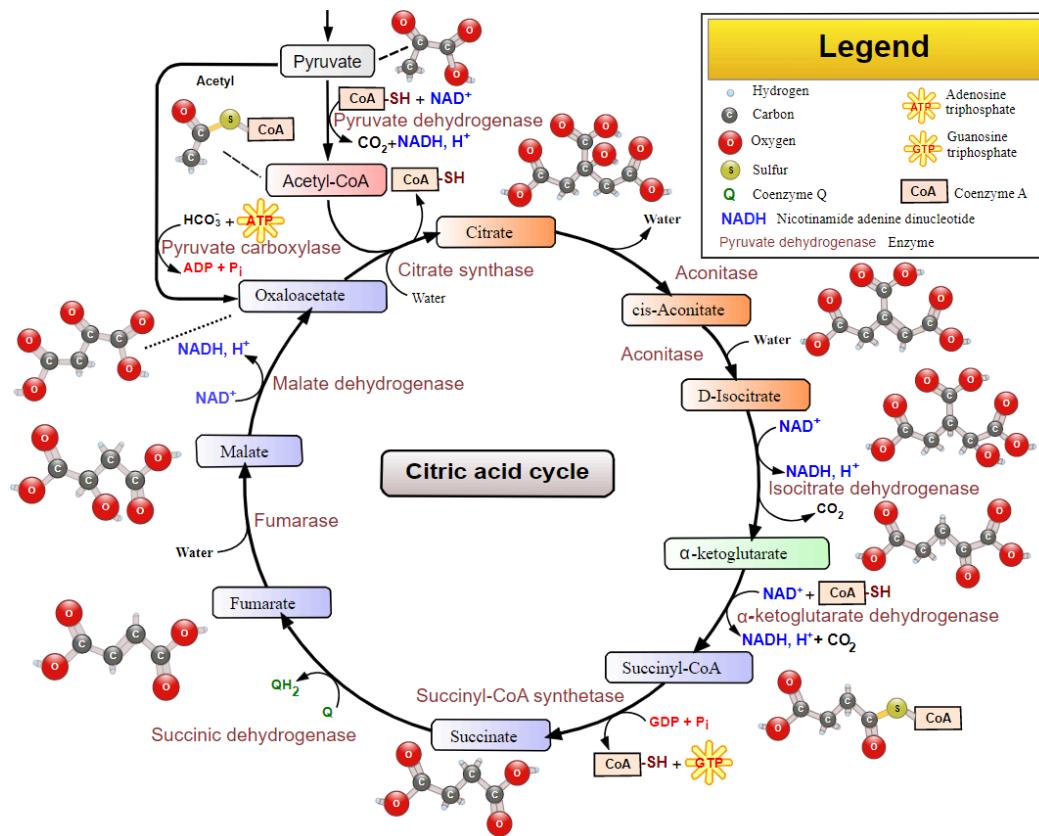 Legend
Hydrogen
Carbon
Oxygen
S Sulfur
Q Coenzyme Q
ATP Adenosine
triphosphate
GTP Guanosine
triphosphate
CoA Coenzyme A
NADH Nicotinamide adenine dinucleotide
Pyruvate dehydrogenase Enzyme
Pyruvate
O C C O
C O
Acetyl
O
S
C CoA
C
CoA-SH + NAD⁺
Pyruvate dehydrogenase
CO₂+NADH, H⁺
Acetyl-CoA
CoA-SH
HCO₃⁻ + ATP
Pyruvate carboxylase
ADP + Pᵢ
Citrate
Citrate synthase
Water
O O
C
O O O
C C C C C
O O
Water
Aconitase
cis-Aconitate
O O
C
O O
C C C C C
O O
Aconitase
Water
D-Isocitrate
O O
C
O O
C C C C C
O O O
NAD⁺
NADH, H⁺
Isocitrate dehydrogenase
CO₂
α-ketoglutarate
O O
C C C C C
O O O
NAD⁺ + CoA-SH
α-ketoglutarate dehydrogenase
NADH, H⁺ + CO₂
Succinyl-CoA
O
C C C C S CoA
O O
Succinyl-CoA synthetase
GDP + Pᵢ
CoA-SH + GTP
Succinate
O O
C C C C
O O
QH₂
Q
Succinic dehydrogenase
Fumarate
O O
C C C C
O O
Water
Fumarase
Malate
O O
C C C C
O O O
NADH, H⁺
NAD⁺
Malate dehydrogenase
Oxaloacetate
O O O
C C C C
O O
Citric acid cycle